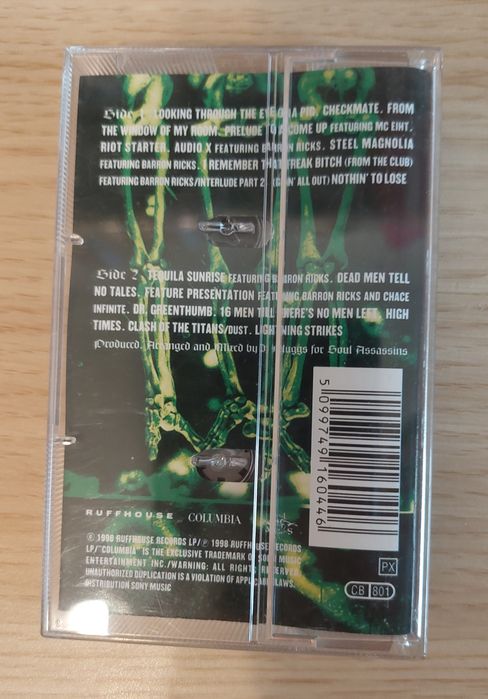 Side 1. LOOKING THROUGH THE EYE OF A PIG. CHECKMATE. FROM
THE WINDOW OF MY ROOM. PRELUDE TO A COME UP FEATURING MC EIHT.
RIOT STARTER. AUDIO X FEATURING BARRON RICKS. STEEL MAGNOLIA
FEATURING BARRON RICKS. I REMEMBER THAT FREAK BITCH (FROM THE CLUB)
FEATURING BARRON RICKS/INTERLUDE PART 2 (GOIN' ALL OUT) NOTHIN' TO LOSE
Side 2. TEQUILA SUNRISE FEATURING BARRON RICKS. DEAD MEN TELL
NO TALES. FEATURE PRESENTATION FEATURING BARRON RICKS AND CHACE
INFINITE. DR. GREENTHUMB. 16 MEN TILL THERE'S NO MEN LEFT. HIGH
TIMES. CLASH OF THE TITANS/DUST. LIGHTNING STRIKES
Produced, Arranged and Mixed by Muggs for Soul Assassins
5099749160446
RUFFHOUSE COLUMBIA
RUFFHOUSE RECORDS LP/℗ 1998 RUFFHOUSE RECORDS
LP/"COLUMBIA" IS THE EXCLUSIVE TRADEMARK OF SONY MUSIC
ENTERTAINMENT INC./WARNING: ALL RIGHTS RESERVED.
UNAUTHORIZED DUPLICATION IS A VIOLATION OF APPLICABLE LAWS.
DISTRIBUTION SONY MUSIC
PX
CB 801